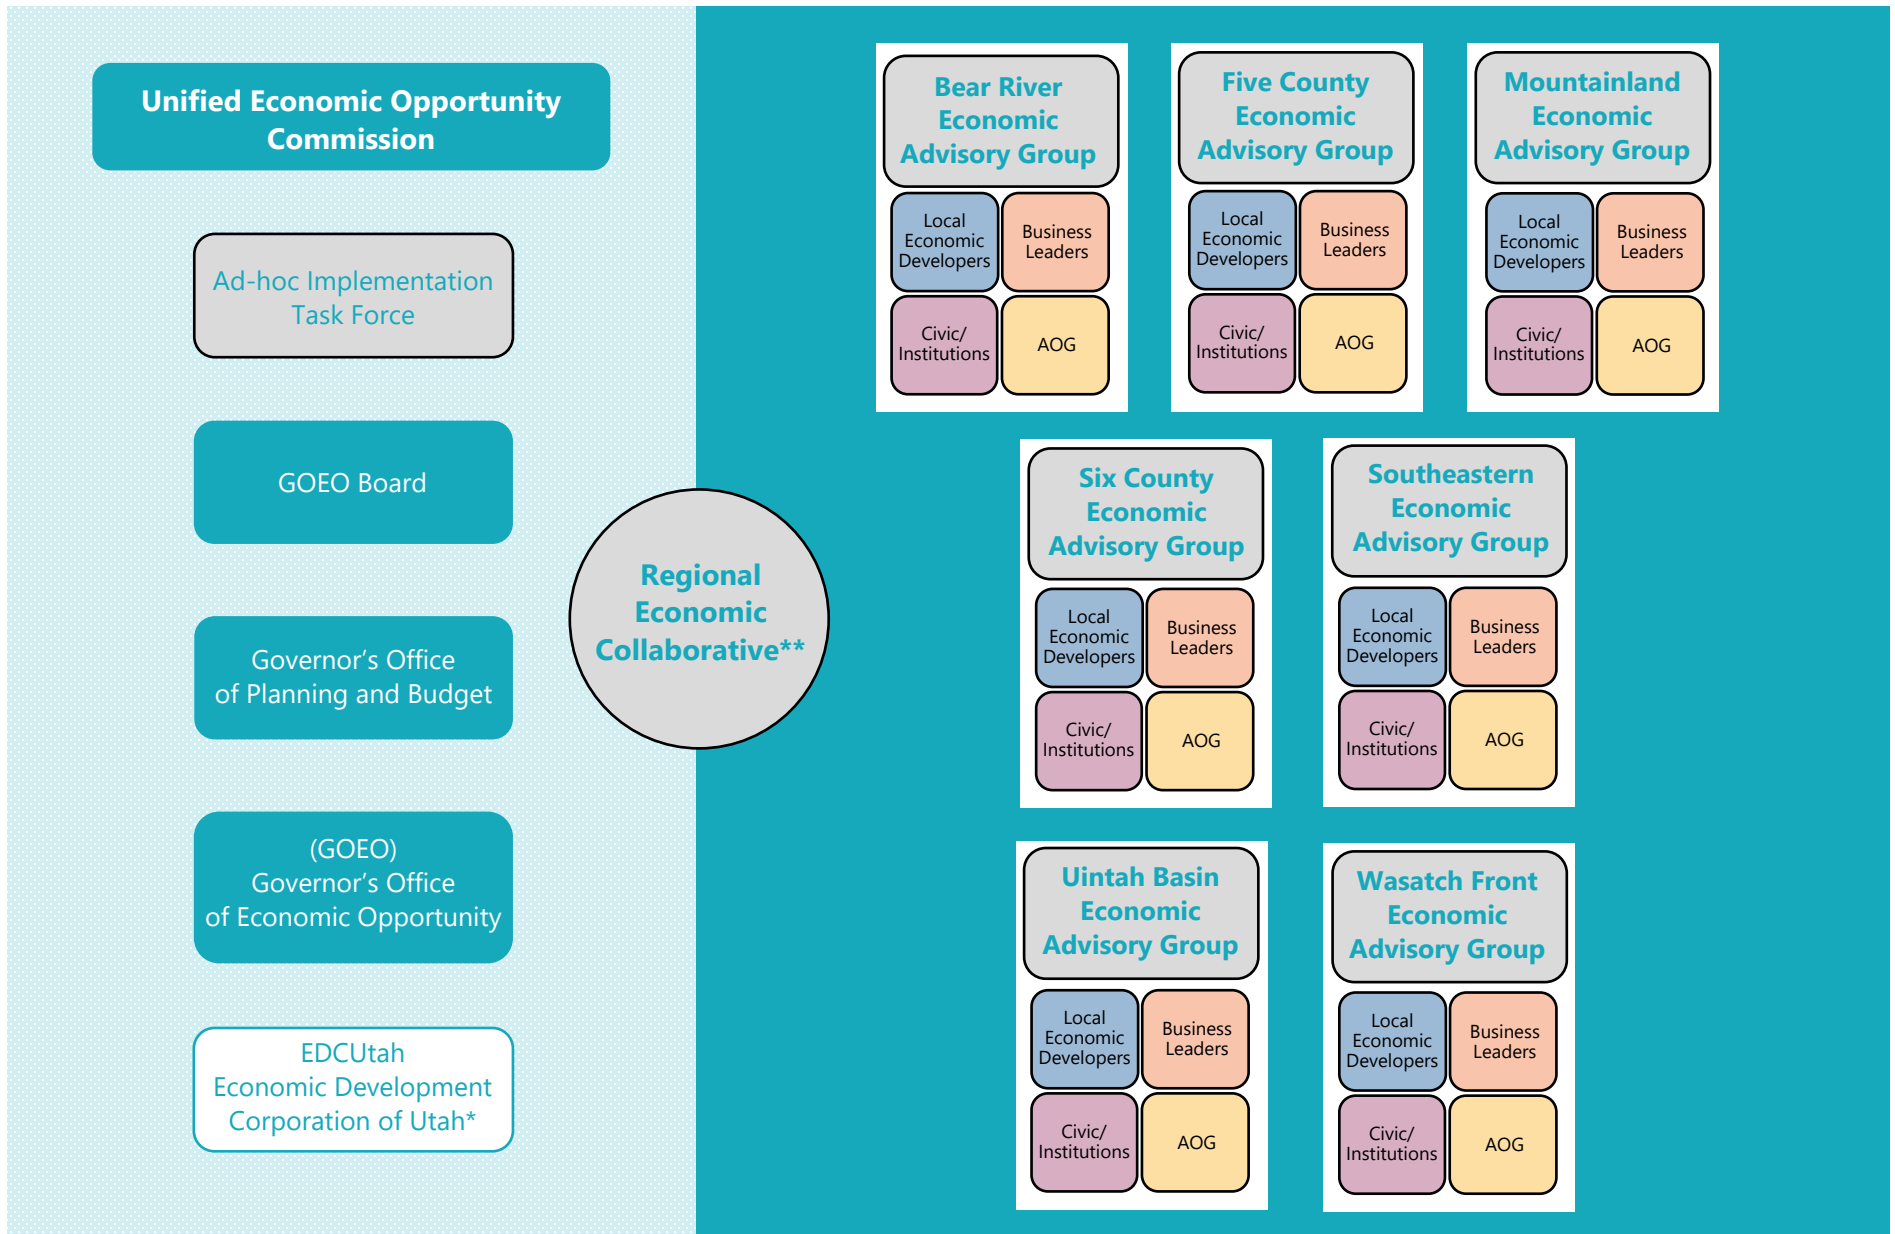 Unified Economic Opportunity
Commission
Ad-hoc Implementation
Task Force
GOEO Board
Governor’s Office
of Planning and Budget
(GOEO)
Governor’s Office
of Economic Opportunity
EDCUtah
Economic Development
Corporation of Utah*
Regional
Economic
Collaborative**
Bear River
Economic
Advisory Group
Local
Economic
Developers
Business
Leaders
Civic/
Institutions
AOG
Five County
Economic
Advisory Group
Local
Economic
Developers
Business
Leaders
Civic/
Institutions
AOG
Mountainland
Economic
Advisory Group
Local
Economic
Developers
Business
Leaders
Civic/
Institutions
AOG
Six County
Economic
Advisory Group
Local
Economic
Developers
Business
Leaders
Civic/
Institutions
AOG
Southeastern
Economic
Advisory Group
Local
Economic
Developers
Business
Leaders
Civic/
Institutions
AOG
Uintah Basin
Economic
Advisory Group
Local
Economic
Developers
Business
Leaders
Civic/
Institutions
AOG
Wasatch Front
Economic
Advisory Group
Local
Economic
Developers
Business
Leaders
Civic/
Institutions
AOG